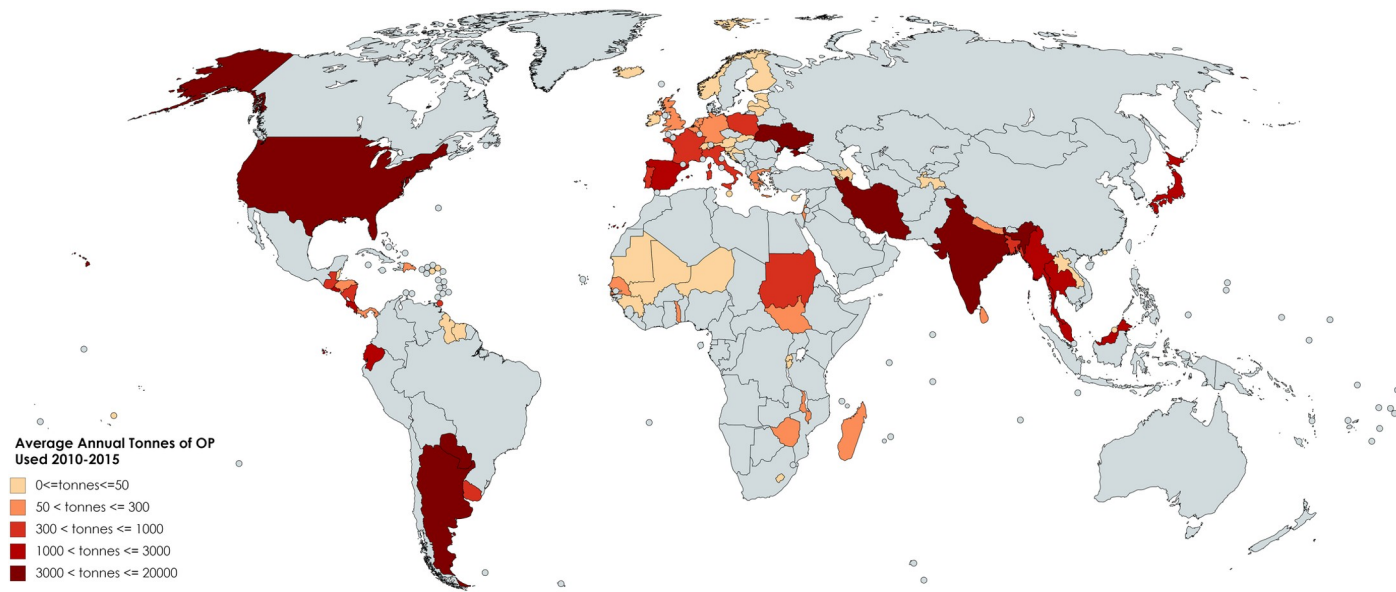 Average Annual Tonnes of OP
Used 2010-2015
0<=tonnes<=50
50 < tonnes <= 300
300 < tonnes <= 1000
1000 < tonnes <= 3000
3000 < tonnes <= 20000